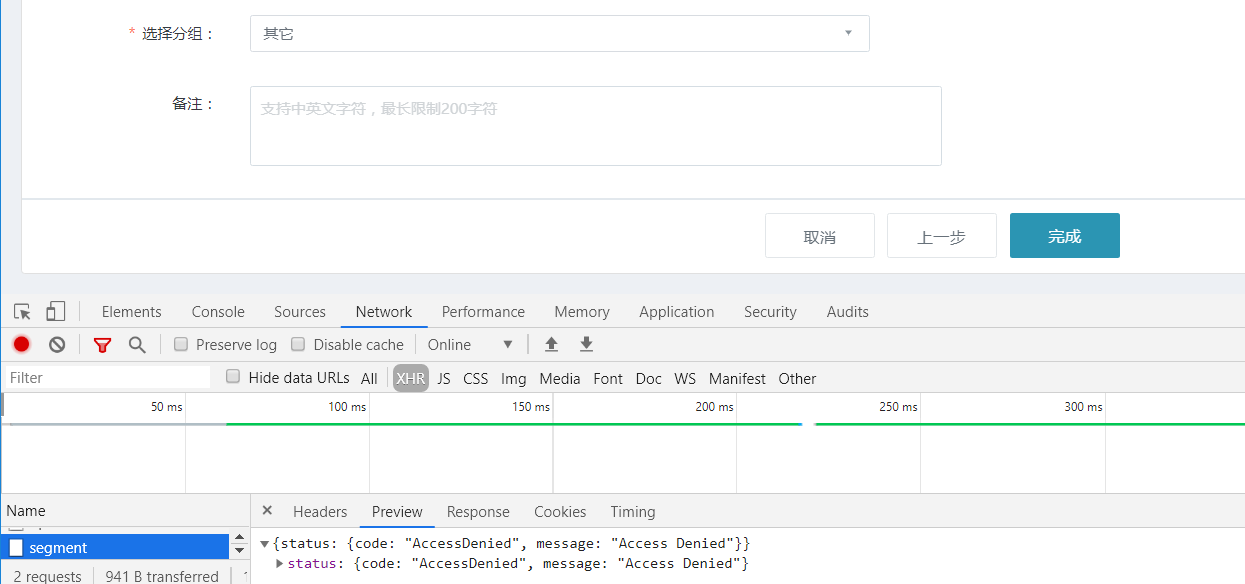 * 选择分组： 其它
备注： 支持中英文字符，最长限制200字符
取消 上一步 完成
Elements Console Sources Network Performance Memory Application Security Audits
Preserve log Disable cache Online
Filter Hide data URLs All XHR JS CSS Img Media Font Doc WS Manifest Other
50 ms 100 ms 150 ms 200 ms 250 ms 300 ms
Name × Headers Preview Response Cookies Timing
{status: {code: "AccessDenied", message: "Access Denied"}}
segment
status: {code: "AccessDenied", message: "Access Denied"}
2 requests 941 B transferred